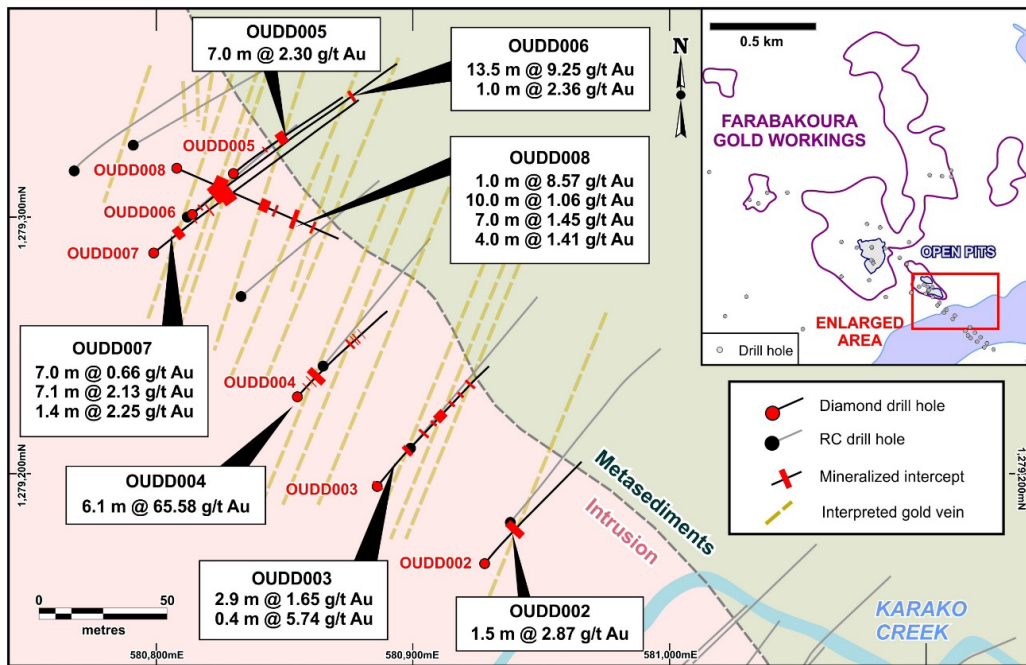 OUDD005
7.0 m @ 2.30 g/t Au
OUDD006
13.5 m @ 9.25 g/t Au
1.0 m @ 2.36 g/t Au
N
0.5 km
FARABAKOURA
GOLD WORKINGS
OPEN PITS
ENLARGED
AREA
Drill hole
OUDD005
OUDD008
OUDD006
OUDD007
OUDD008
1.0 m @ 8.57 g/t Au
10.0 m @ 1.06 g/t Au
7.0 m @ 1.45 g/t Au
4.0 m @ 1.41 g/t Au
1,279,300mN
OUDD007
7.0 m @ 0.66 g/t Au
7.1 m @ 2.13 g/t Au
1.4 m @ 2.25 g/t Au
OUDD004
Diamond drill hole
RC drill hole
Mineralized intercept
Interpreted gold vein
OUDD004
6.1 m @ 65.58 g/t Au
1,279,200mN
1,279,200mN
OUDD003
Metasediments
Intrusion
OUDD002
OUDD003
2.9 m @ 1.65 g/t Au
0.4 m @ 5.74 g/t Au
OUDD002
1.5 m @ 2.87 g/t Au
KARAKO
CREEK
0 50
metres
580,800mE
580,900mE
581,000mE